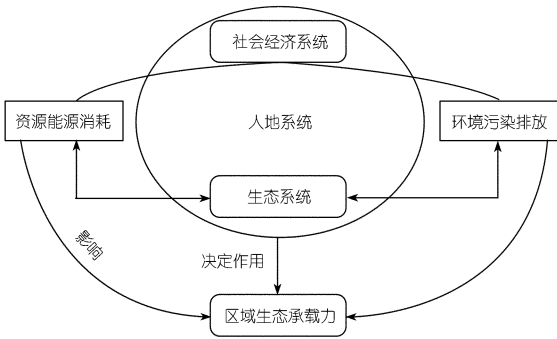 社会经济系统
资源能源消耗
人地系统
环境污染排放
生态系统
影响
决定作用
区域生态承载力